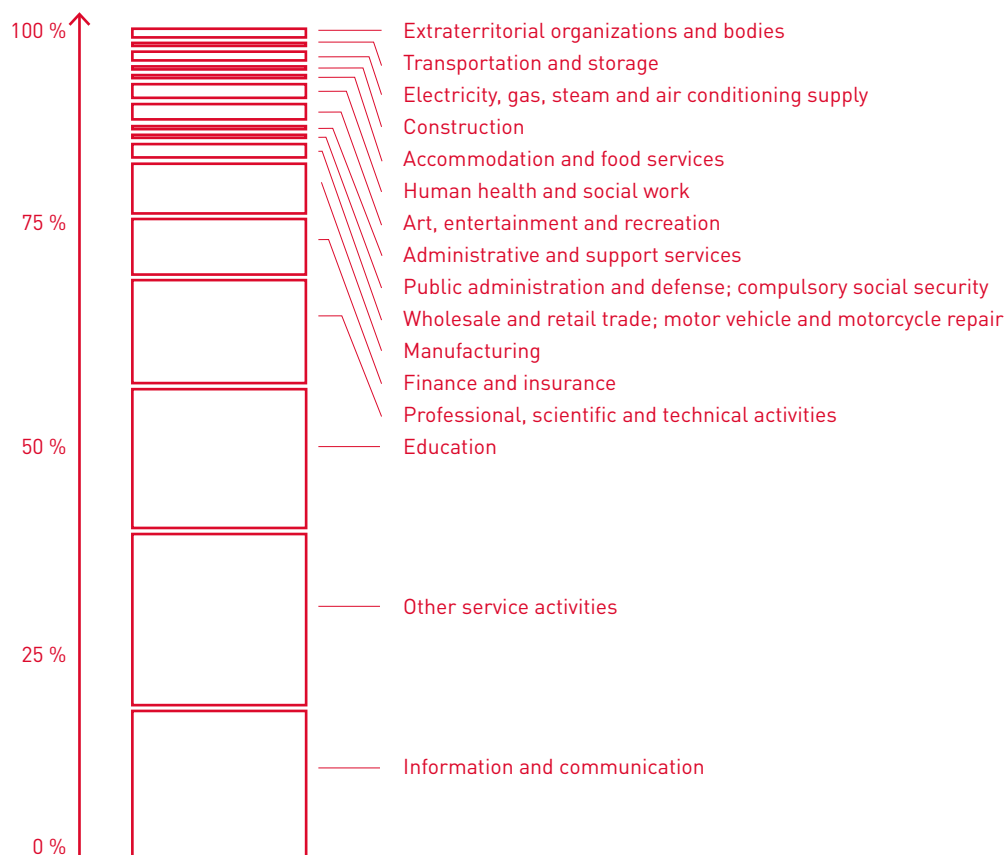 100 %
Extraterritorial organizations and bodies
Transportation and storage
Electricity, gas, steam and air conditioning supply
Construction
Accommodation and food services
Human health and social work
75 %
Art, entertainment and recreation
Administrative and support services
Public administration and defense; compulsory social security
Wholesale and retail trade; motor vehicle and motorcycle repair
Manufacturing
Finance and insurance
Professional, scientific and technical activities
50 %
Education
Other service activities
25 %
Information and communication
0 %